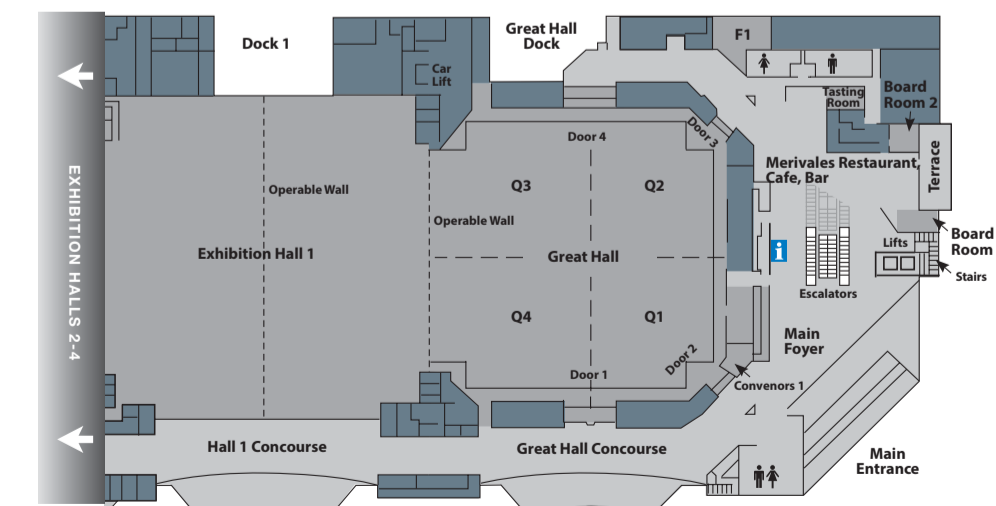 Dock 1
Great Hall
Dock
F1
Car
Lift
Tasting
Room
Board
Room 2
Door 4
Door 3
Merivales Restaurant,
Cafe, Bar
Terrace
EXHIBITION HALLS 2-4
Operable Wall
Q3
Q2
Operable Wall
Exhibition Hall 1
Great Hall
i
Lifts
Board
Room
Stairs
Escalators
Q4
Q1
Main
Foyer
Door 2
Door 1
Convenors 1
Hall 1 Concourse
Great Hall Concourse
Main
Entrance